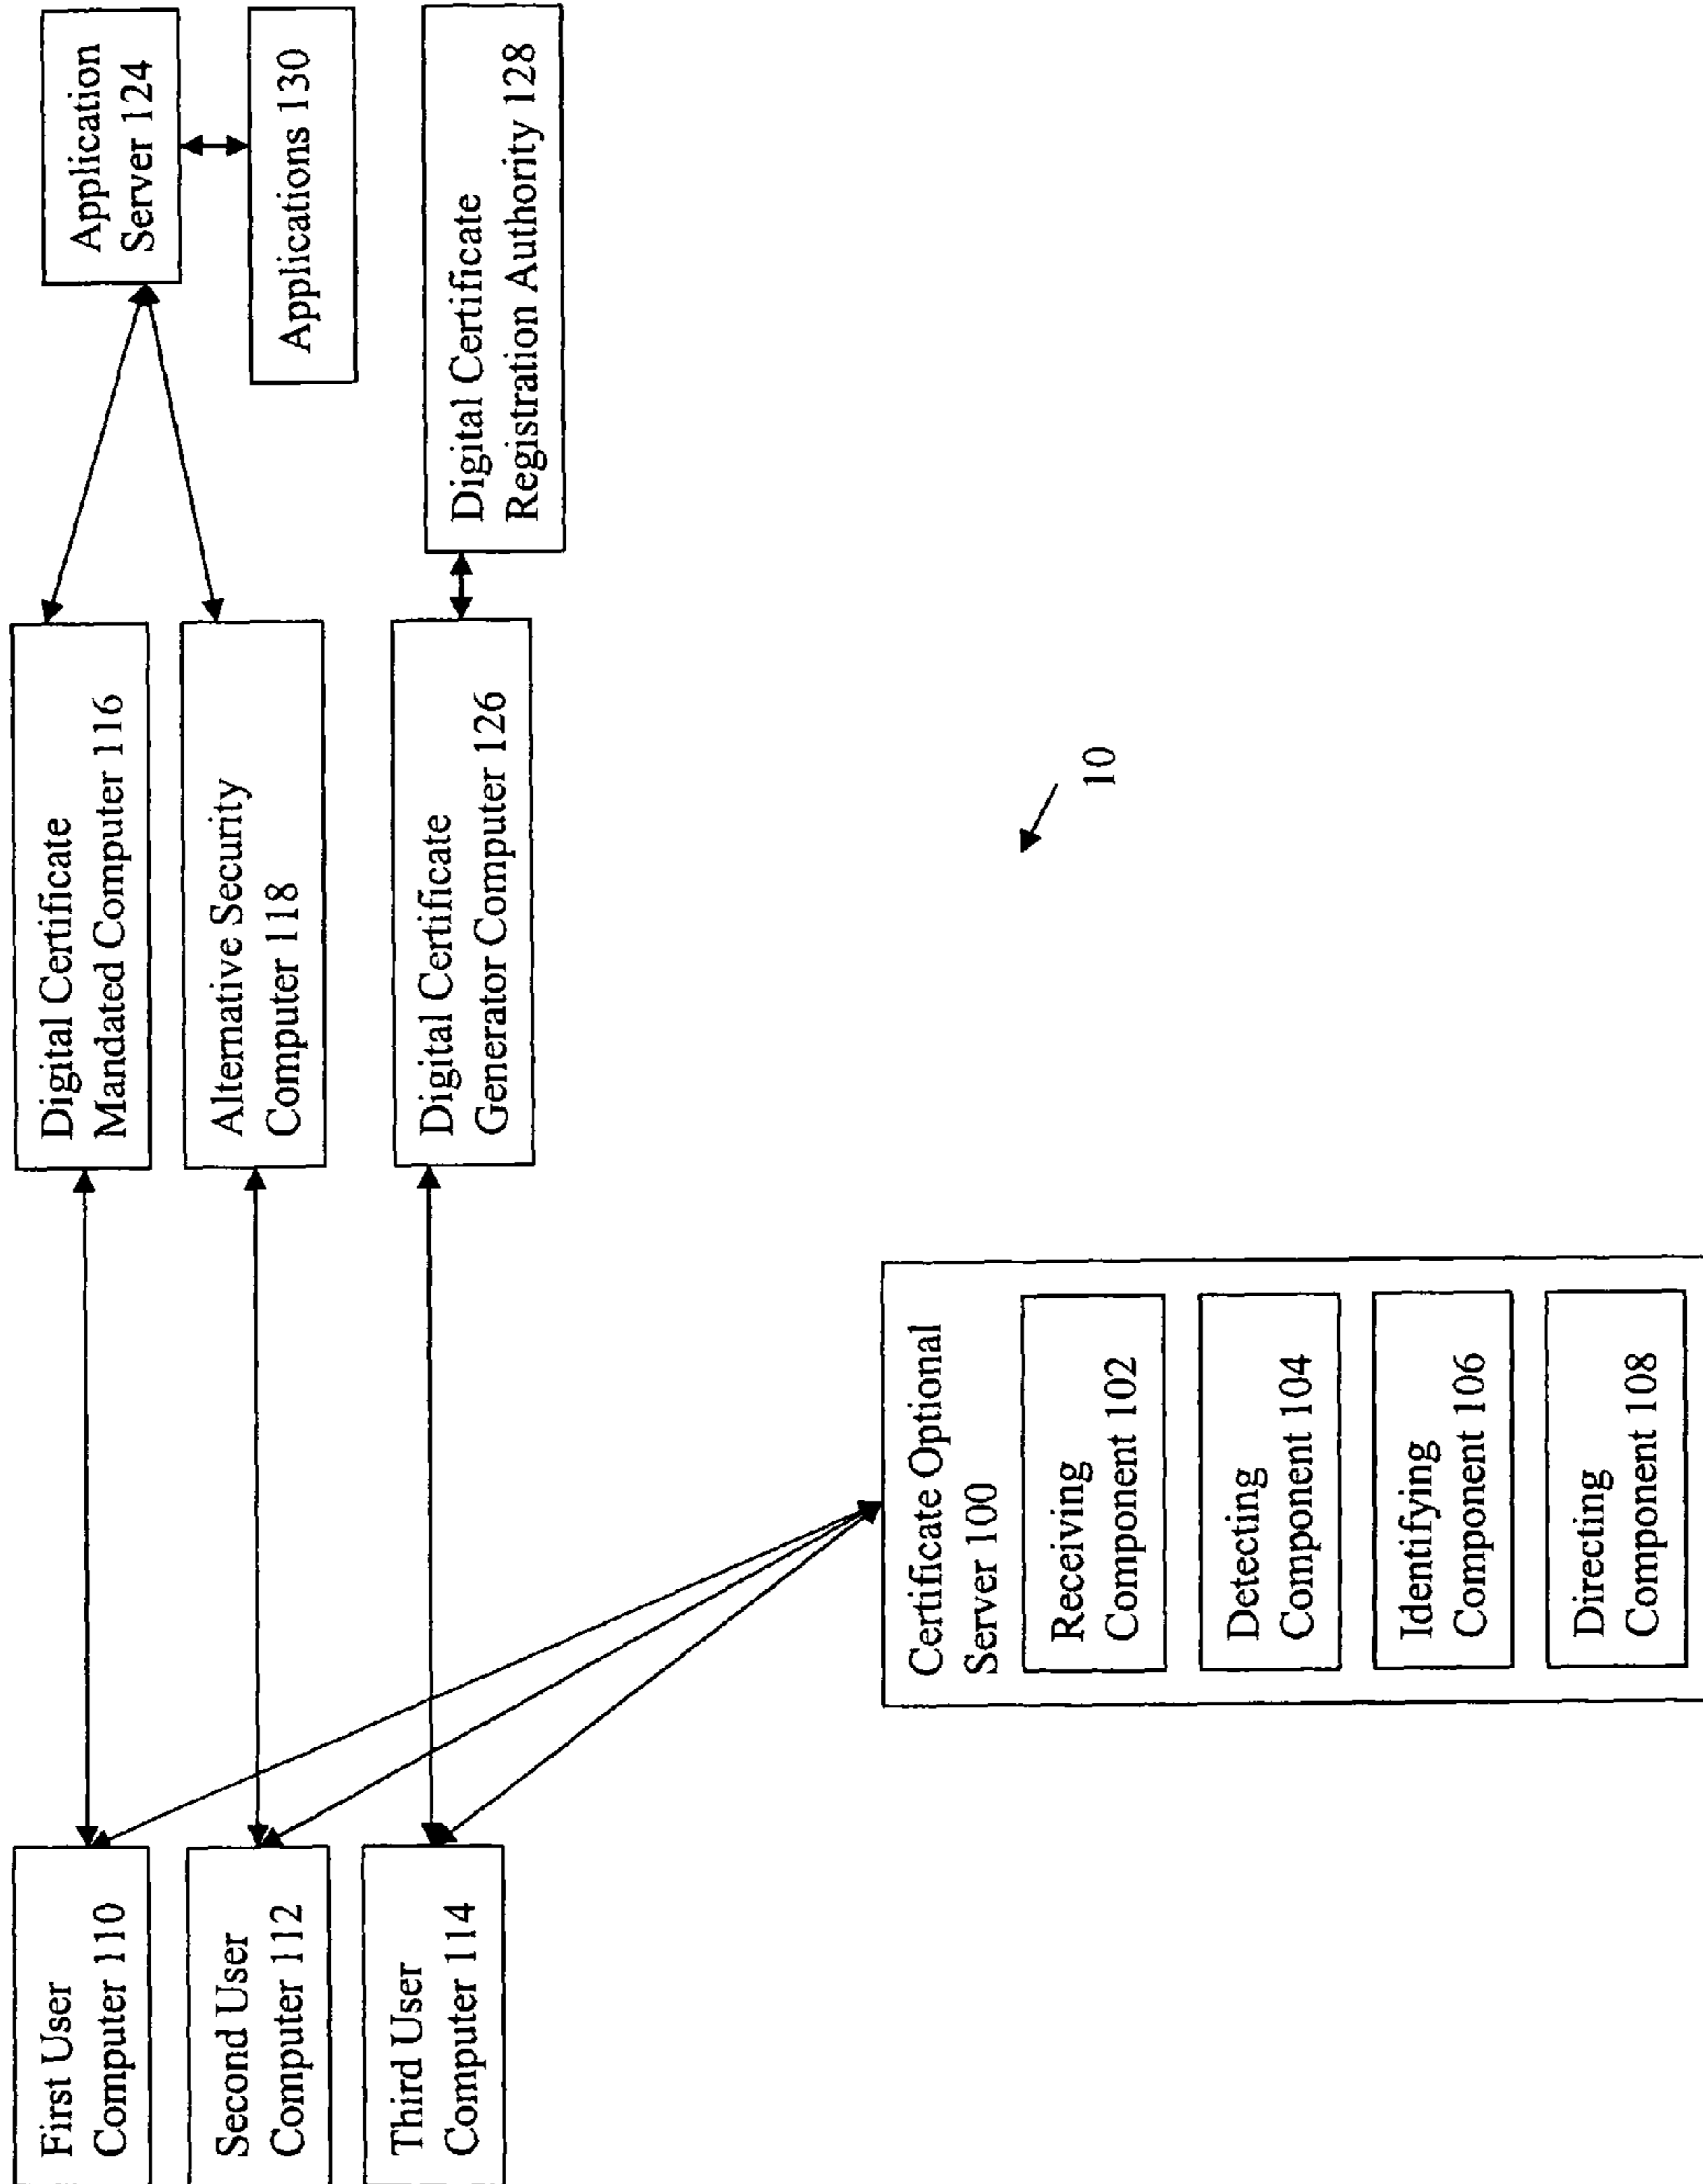 First User
Computer 110
Second User
Computer 112
Third User
Computer 114
Digital Certificate
Mandated Computer 116
Alternative Security
Computer 118
Digital Certificate
Generator Computer 126
Application
Server 124
Applications 130
Digital Certificate
Registration Authority 128
Certificate Optional
Server 100
Receiving
Component 102
Detecting
Component 104
Identifying
Component 106
Directing
Component 108
10